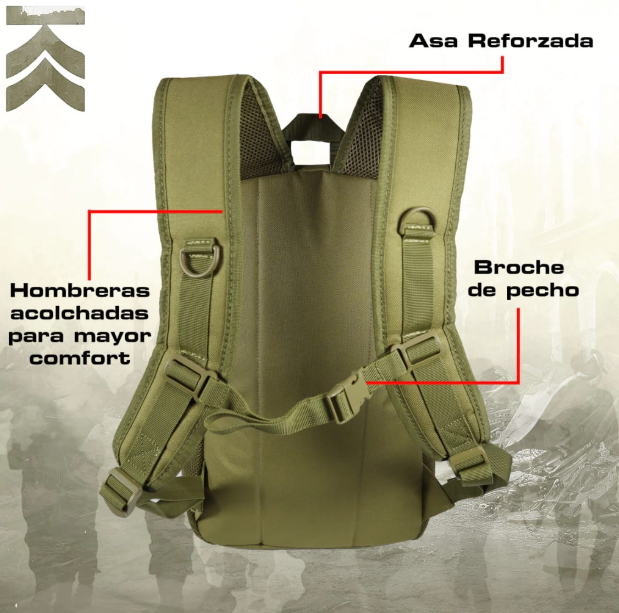 Asa Reforzada
Hombreras
acolchadas
para mayor
comfort
Broche
de pecho